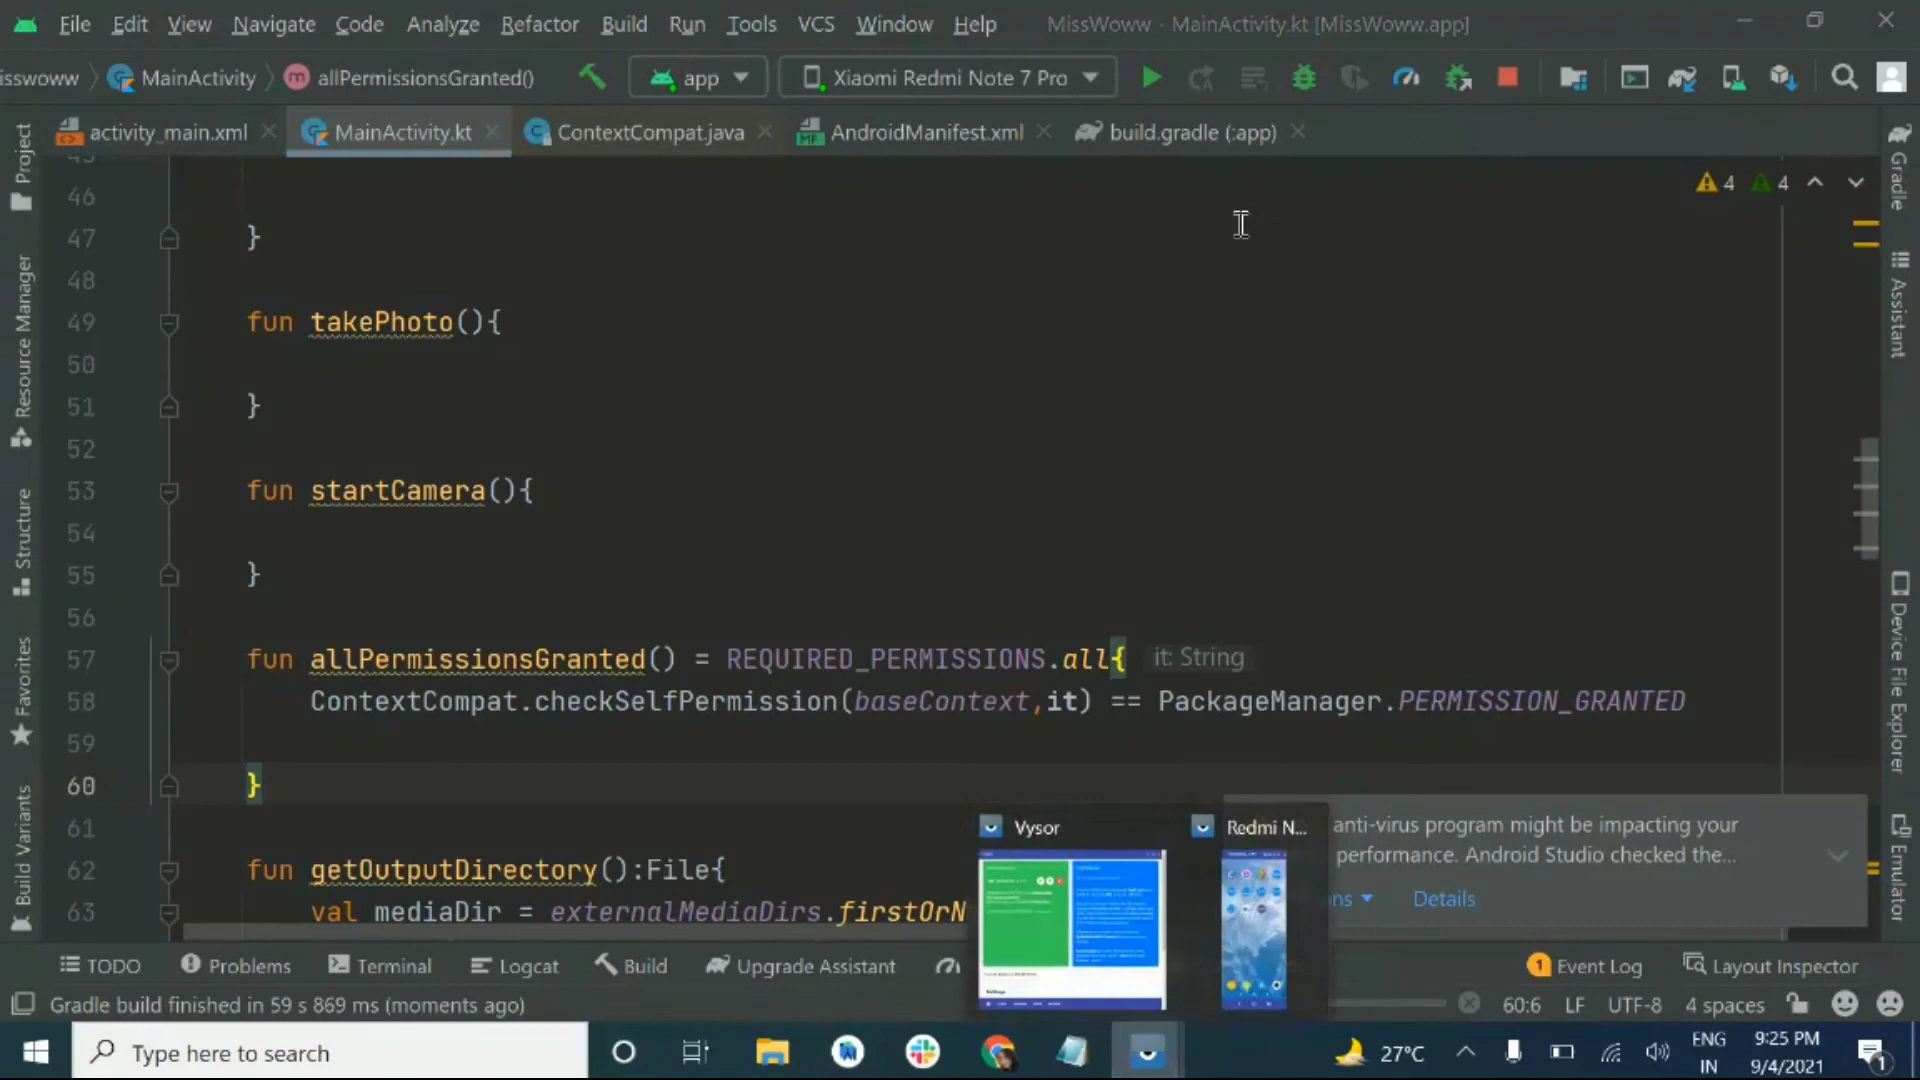 File Edit View Navigate Code Analyze Refactor Build Run Tools VCS Window Help MissWoww - MainActivity.kt [MissWoww.app]
isswoww MainActivity allPermissionsGranted() app Xiaomi Redmi Note 7 Pro
activity_main.xml MainActivity.kt ContextCompat.java AndroidManifest.xml build.gradle (:app)
4 4
46
47 }
48
49 fun takePhoto(){
50
51 }
52
53 fun startCamera(){
54
55 }
56
57 fun allPermissionsGranted() = REQUIRED_PERMISSIONS.all{ it: String
58 ContextCompat.checkSelfPermission(baseContext,it) == PackageManager.PERMISSION_GRANTED
59
60 }
61
62 fun getOutputDirectory():File{
63 val mediaDir = externalMediaDirs.firstOrN
Project
Resource Manager
Structure
Favorites
Build Variants
Gradle
Assistant
Device File Explorer
Emulator
Vysor Redmi N...
anti-virus program might be impacting your
performance. Android Studio checked the...
ns Details
TODO Problems Terminal Logcat Build Upgrade Assistant Event Log Layout Inspector
1
Gradle build finished in 59 s 869 ms (moments ago) 60:6 LF UTF-8 4 spaces
Type here to search 27°C ENG 9:25 PM
IN 9/4/2021 1